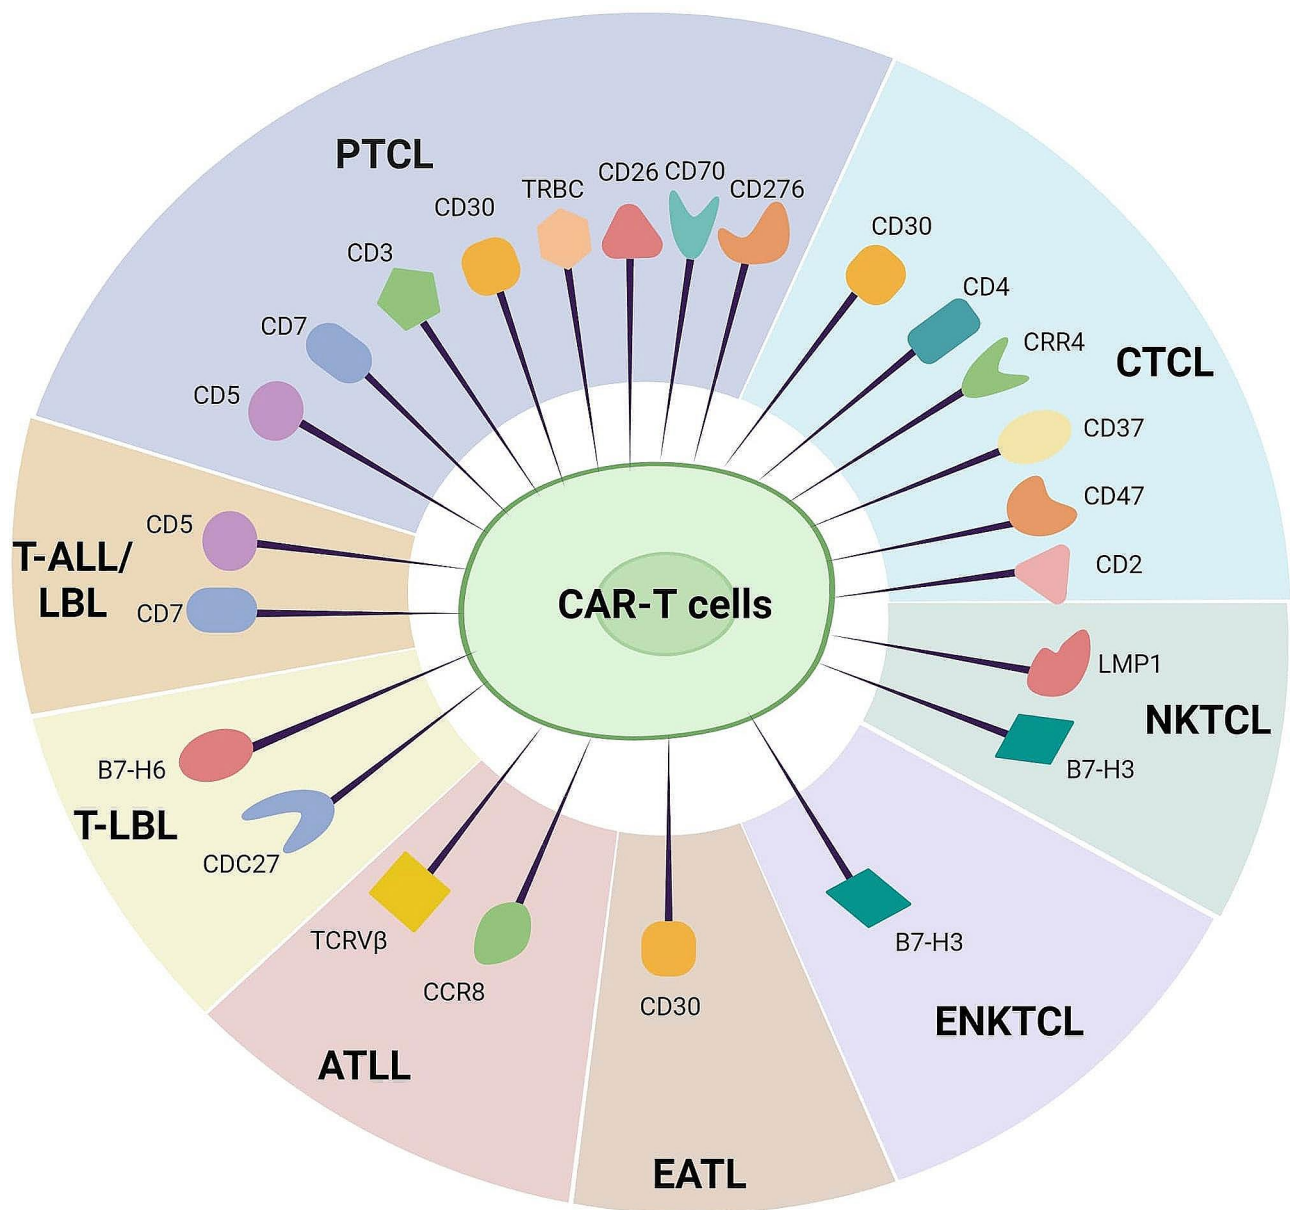 PTCL
CD5
CD7
CD3
CD30
TRBC
CD26
CD70
CD276
CD30
CD4
CRR4
CD37
CD47
CD2
CTCL
LMP1
B7-H3
NKTCL
B7-H3
ENKTCL
CD30
EATL
TCRVβ
CCR8
ATLL
B7-H6
CDC27
T-LBL
CD5
CD7
T-ALL/
LBL
CAR-T cells